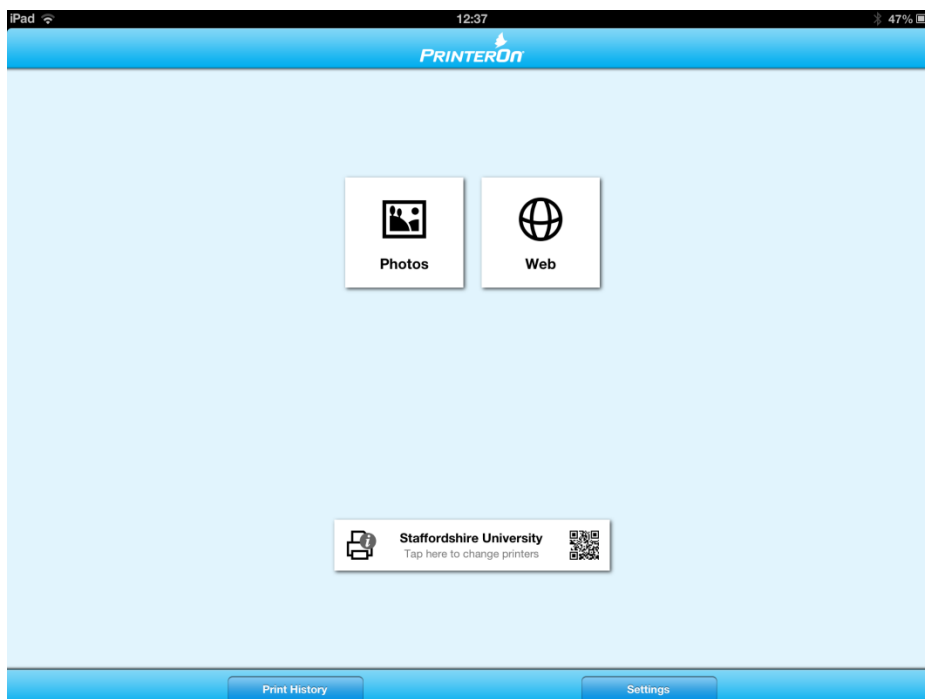 iPad 12:37 47%
PRINTERON
Photos Web
Staffordshire University
Tap here to change printers
Print History Settings